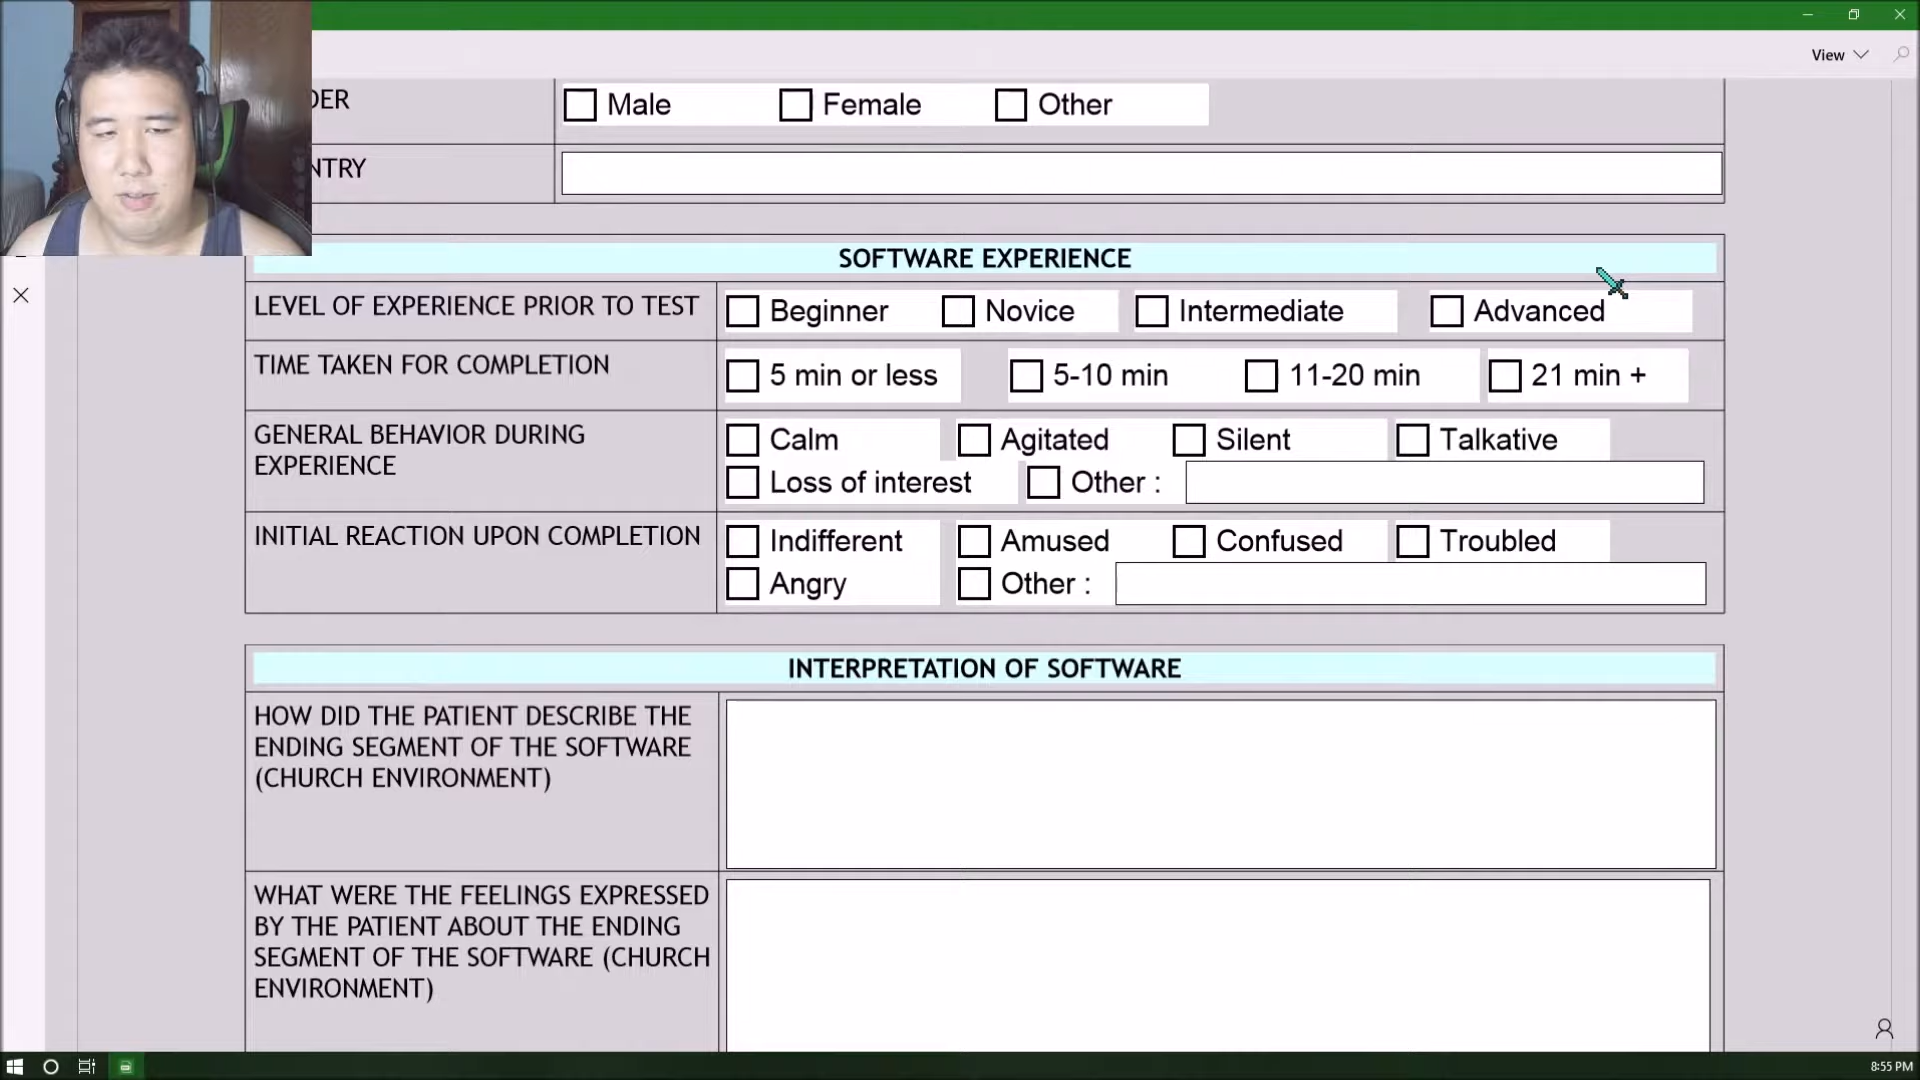 View
DER
Male Female Other
NTRY
SOFTWARE EXPERIENCE
LEVEL OF EXPERIENCE PRIOR TO TEST
Beginner Novice Intermediate Advanced
TIME TAKEN FOR COMPLETION
5 min or less 5-10 min 11-20 min 21 min +
GENERAL BEHAVIOR DURING
EXPERIENCE
Calm Agitated Silent Talkative
Loss of interest Other :
INITIAL REACTION UPON COMPLETION
Indifferent Amused Confused Troubled
Angry Other :
INTERPRETATION OF SOFTWARE
HOW DID THE PATIENT DESCRIBE THE
ENDING SEGMENT OF THE SOFTWARE
(CHURCH ENVIRONMENT)
WHAT WERE THE FEELINGS EXPRESSED
BY THE PATIENT ABOUT THE ENDING
SEGMENT OF THE SOFTWARE (CHURCH
ENVIRONMENT)
8:55 PM